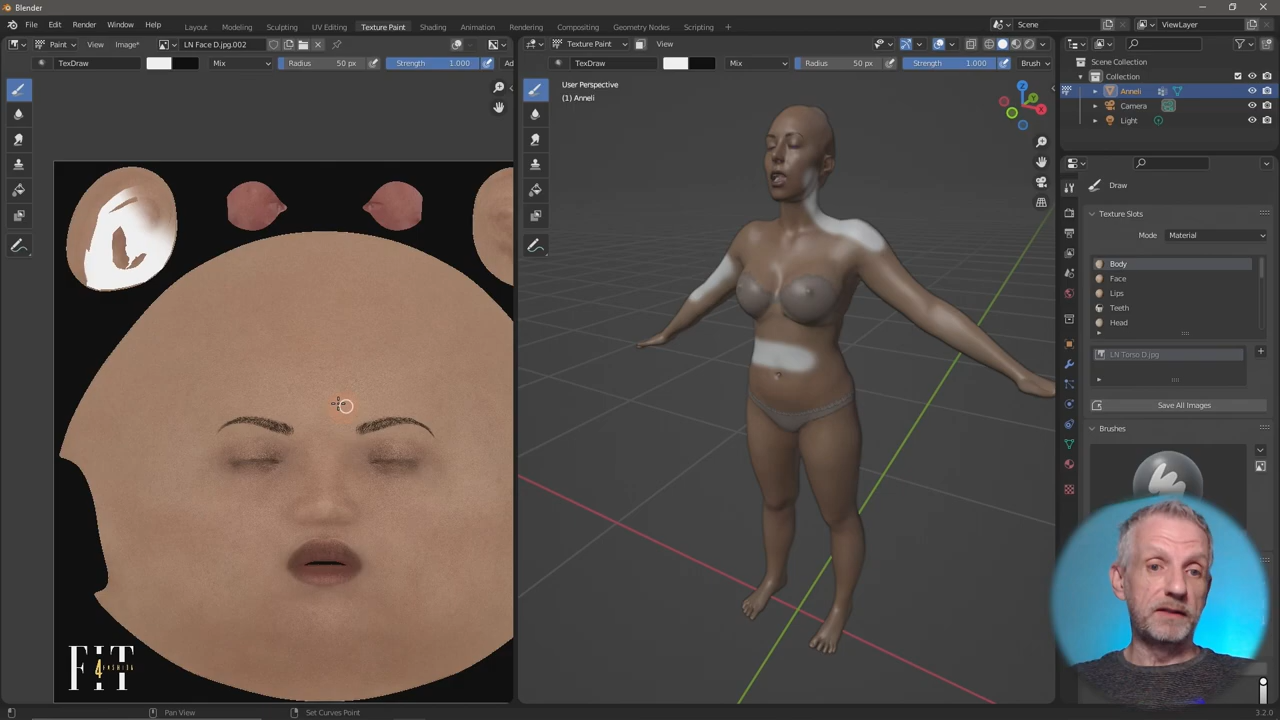 Blender
File Edit Render Window Help
Layout Modeling Sculpting UV Editing Texture Paint Shading Animation Rendering Compositing Geometry Nodes Scripting +
Scene
ViewLayer
Paint View Image* LN Face D.jpg.002
Texture Paint View
TexDraw Mix Radius 50 px Strength 1.000 Ad
TexDraw Mix Radius 50 px Strength 1.000 Brush
User Perspective
(1) Anneli
Z
Y
X
Scene Collection
Collection
Anneli
Camera
Light
Draw
Texture Slots
Mode Material
Body
Face
Lips
Teeth
Head
LN Torso D.jpg
Save All Images
Brushes
FIT
4
Pan View
Set Curves Point
3.2.0